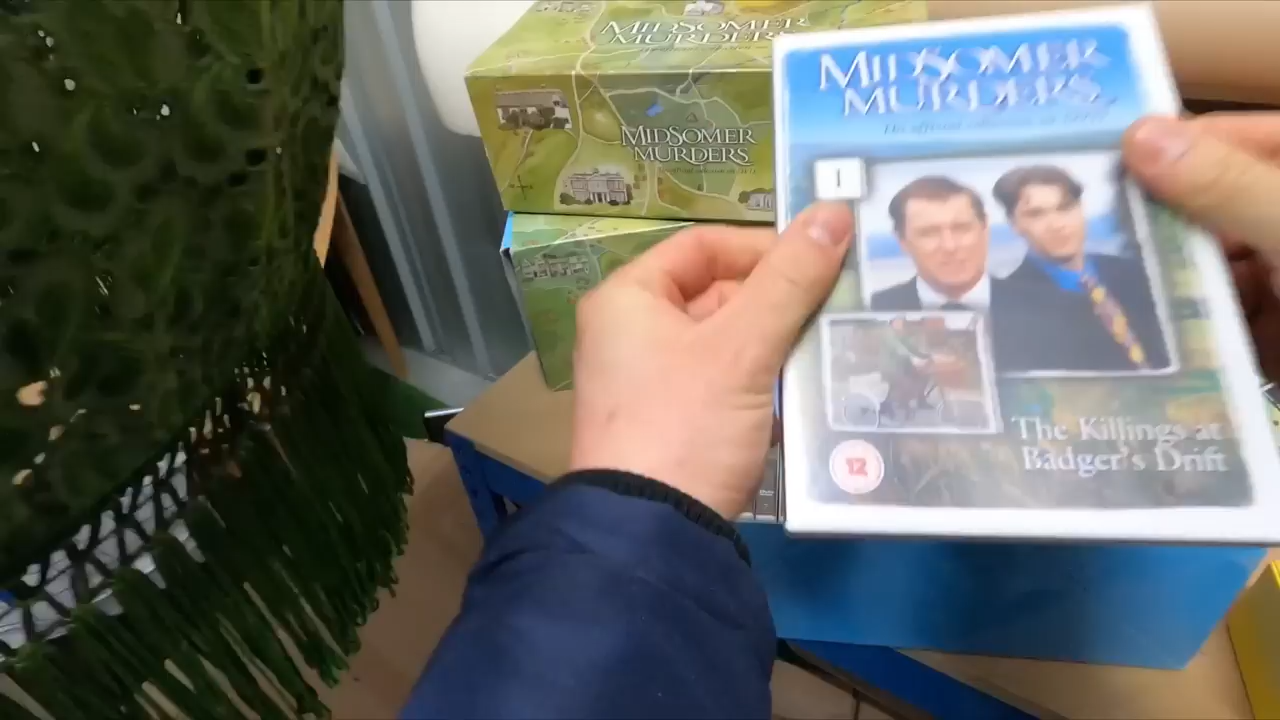 MIDSOMER
MURDERS
MIDSOMER
MURDERS
MIDSOMER
MURDERS
1
12
The Killings at
Badger's Drift